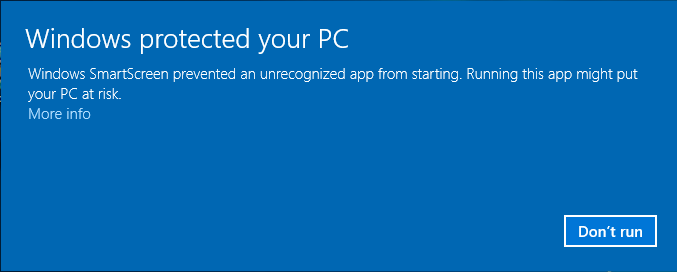 Windows protected your PC
Windows SmartScreen prevented an unrecognized app from starting. Running this app might put
your PC at risk.
More info
Don't run